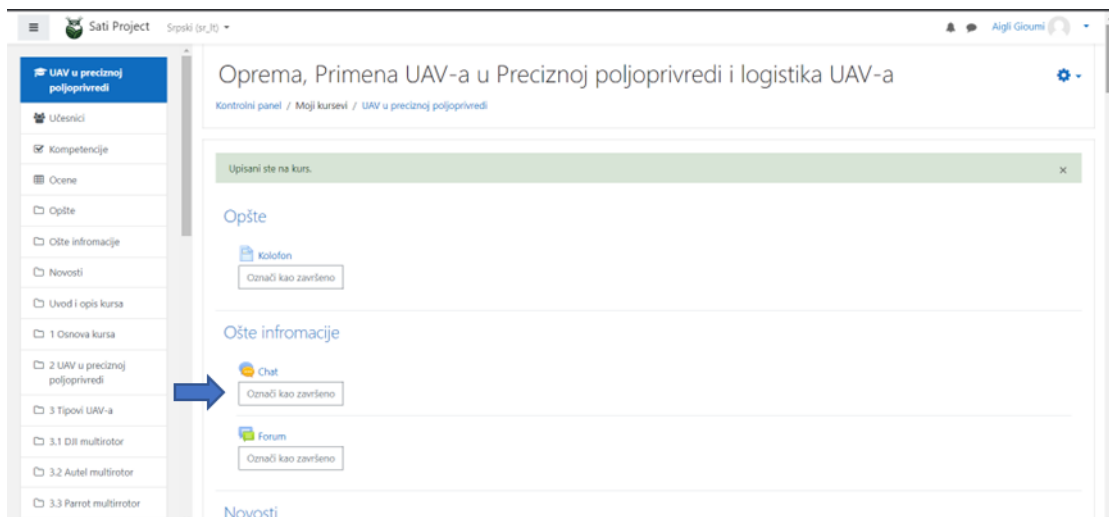 Sati Project Srpski (sr_lt) Aigli Gioumi
UAV u preciznoj
poljoprivredi
Učesnici
Kompetencije
Ocene
Opšte
Ošte infromacije
Novosti
Uvod i opis kursa
1 Osnova kursa
2 UAV u preciznoj
poljoprivredi
3 Tipovi UAV-a
3.1 DJI multirotor
3.2 Autel multirotor
3.3 Parrot multirrotor
Oprema, Primena UAV-a u Preciznoj poljoprivredi i logistika UAV-a
Kontrolni panel / Moji kursevi / UAV u preciznoj poljoprivredi
Upisani ste na kurs. ×
Opšte
Kolofon
Označi kao završeno
Ošte infromacije
Chat
Označi kao završeno
Forum
Označi kao završeno
Novosti